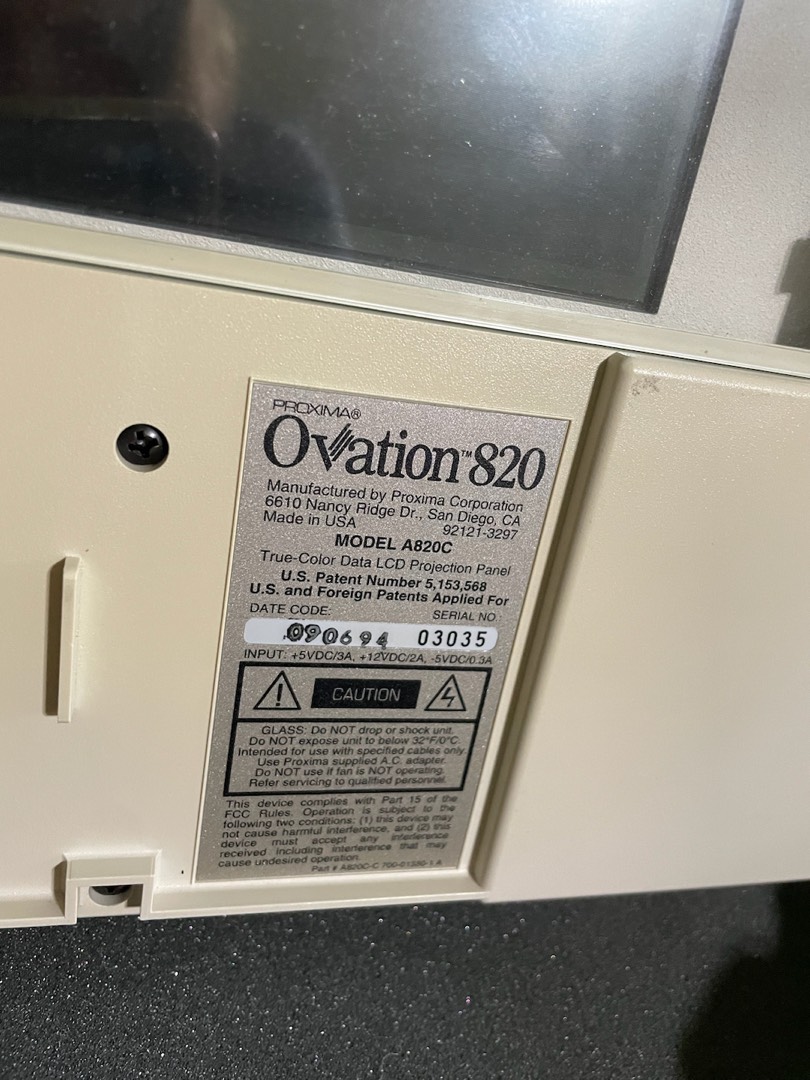 PROXIMA®
Ovation™820
Manufactured by Proxima Corporation
6610 Nancy Ridge Dr., San Diego, CA
Made in USA 92121-3297
MODEL A820C
True-Color Data LCD Projection Panel
U.S. Patent Number 5,153,568
U.S. and Foreign Patents Applied For
DATE CODE: SERIAL NO.:
090694 03035
INPUT: +5VDC/3A, +12VDC/2A, -5VDC/0.3A
CAUTION
GLASS: Do NOT drop or shock unit.
Do NOT expose unit to below 32°F/0°C.
Intended for use with specified cables only.
Use Proxima supplied A.C. adapter.
Do NOT use if fan is NOT operating.
Refer servicing to qualified personnel.
This device complies with Part 15 of the
FCC Rules. Operation is subject to the
following two conditions: (1) this device may
not cause harmful interference, and (2) this
device must accept any interference
received including interference that may
cause undesired operation.
Part # A820C-C